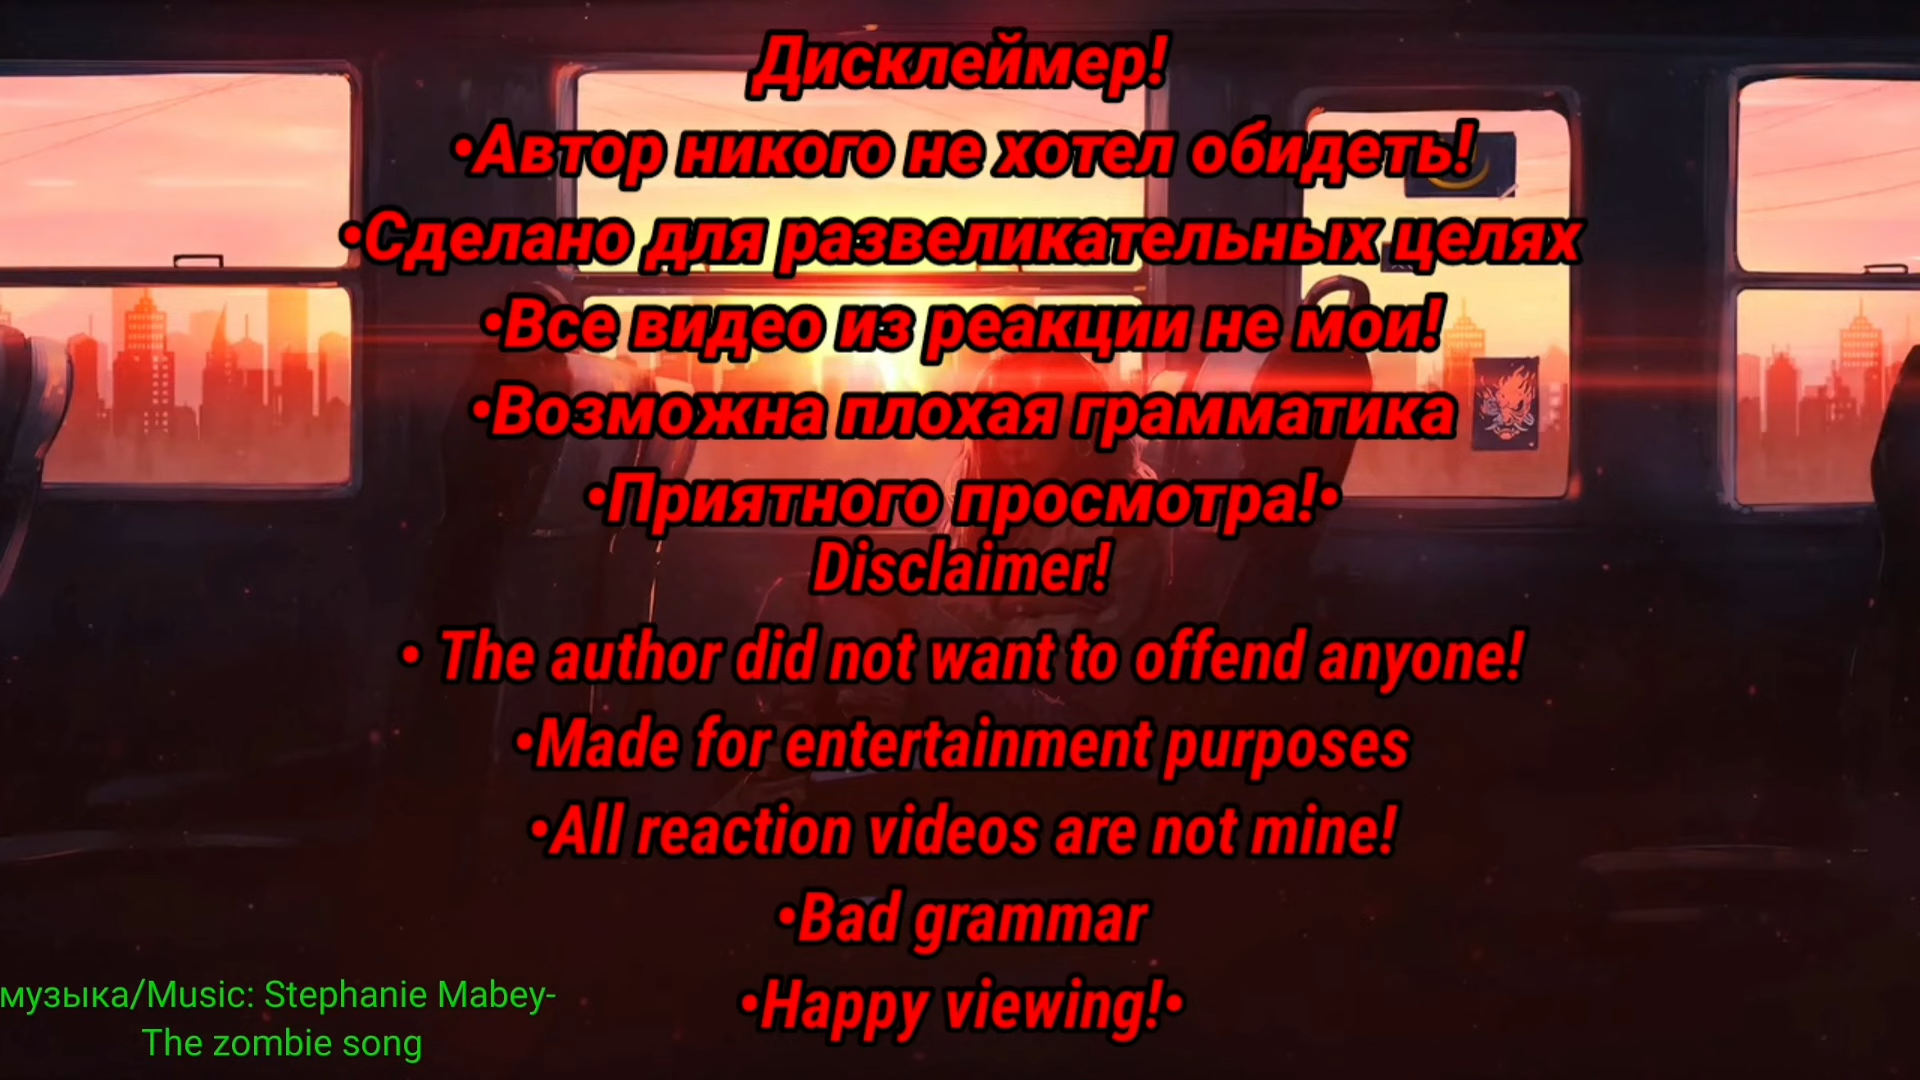 Дисклеймер!
•Автор никого не хотел обидеть!
•Сделано для развеликательных целях
•Все видео из реакции не мои!
•Возможна плохая грамматика
•Приятного просмотра!•
Disclaimer!
• The author did not want to offend anyone!
•Made for entertainment purposes
•All reaction videos are not mine!
•Bad grammar
•Happy viewing!•
музыка/Music: Stephanie Mabey-
The zombie song